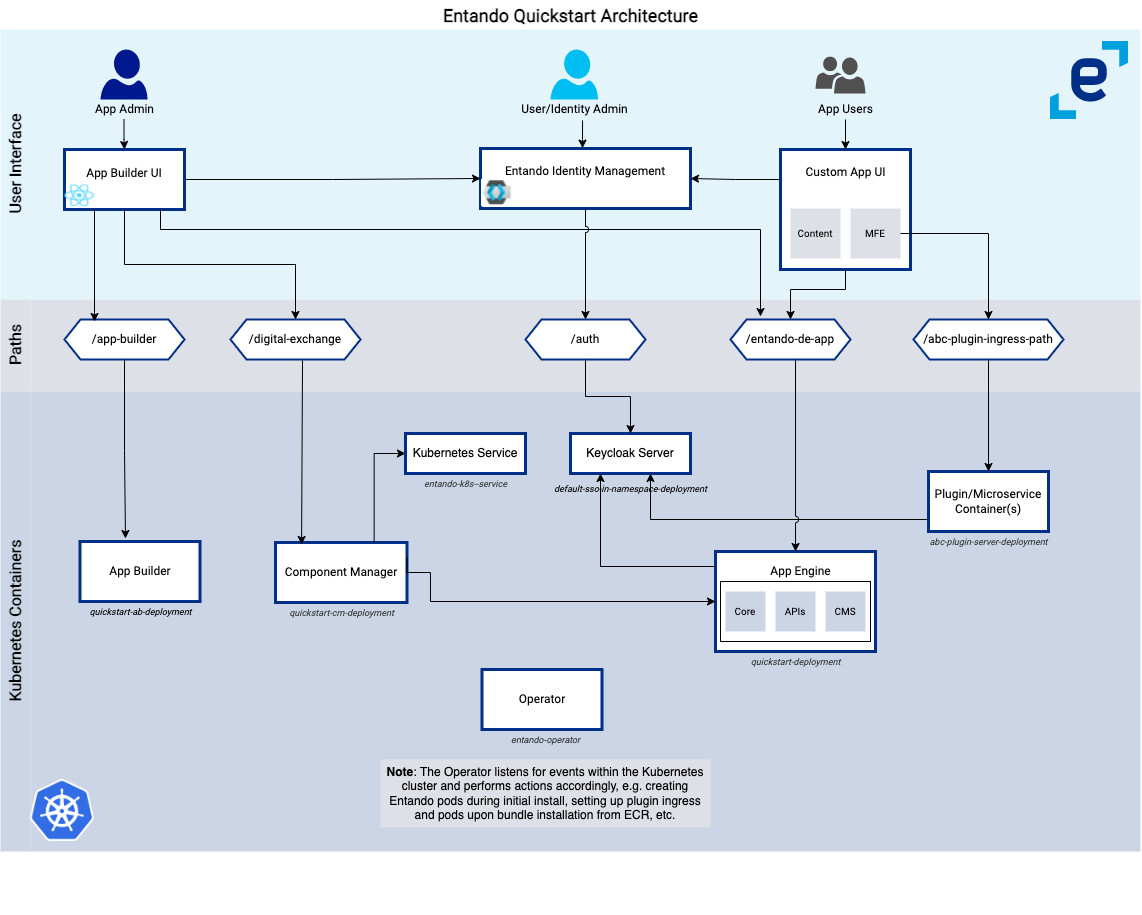 Entando Quickstart Architecture
User Interface
App Admin
User/Identity Admin
App Users
App Builder UI
Entando Identity Management
Custom App UI
Content
MFE
Paths
/app-builder
/digital-exchange
/auth
/entando-de-app
/abc-plugin-ingress-path
Kubernetes Containers
Kubernetes Service
entando-k8s--service
Keycloak Server
default-sso-in-namespace-deployment
Plugin/Microservice
Container(s)
abc-plugin-server-deployment
App Builder
quickstart-ab-deployment
Component Manager
quickstart-cm-deployment
App Engine
Core
APIs
CMS
quickstart-deployment
Operator
entando-operator
Note: The Operator listens for events within the Kubernetes
cluster and performs actions accordingly, e.g. creating
Entando pods during initial install, setting up plugin ingress
and pods upon bundle installation from ECR, etc.